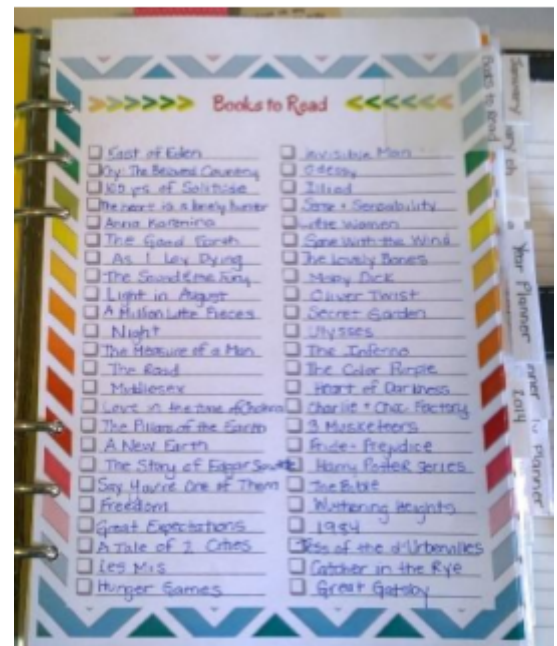 Books to Read
East of Eden
Cry: The Beloved Country
100 yrs of Solitude
The heart is a lonely hunter
Anna Karenina
The Good Earth
As I Lay Dying
The Sound & the Fury
Light in August
A Million Little Pieces
Night
The Measure of a Man
The Road
Middlesex
Love in the time of
The Pillars of the Earth
A New Earth
The Story of Edgar
Say You're One of Them
Freedom
Great Expectations
A Tale of 2 Cities
Les Mis
Hunger Games
Invisible Man
Odessy
Illiad
Sense + Sensability
Little Women
Gone With the Wind
The Lovely Bones
Moby Dick
Oliver Twist
Secret Garden
Ulysses
The Inferno
The Color Purple
Heart of Darkness
Charlie + Choc. Factory
3 Musketeers
Pride + Prejudice
Harry Potter Series
The Bible
Wuthering Heights
1984
Tess of the d'Urbervilles
Catcher in the Rye
Great Gatsby
Books to Read
January
Year Planner
2014
Planner